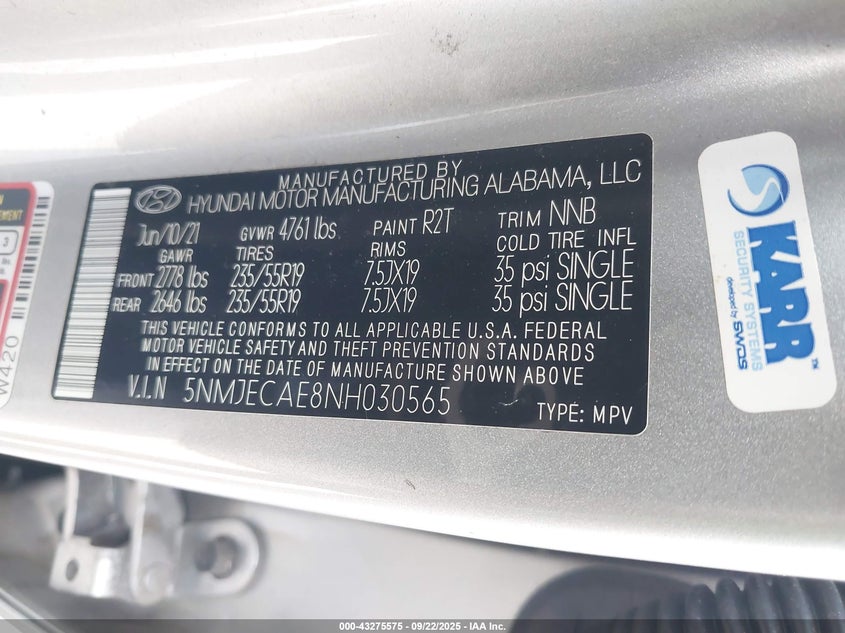 MANUFACTURED BY
HYUNDAI MOTOR MANUFACTURING ALABAMA, LLC
Jun/10/21 GVWR 4761 lbs. PAINT R2T TRIM NNB
GAWR TIRES RIMS COLD TIRE INFL
FRONT 2778 lbs 235/55R19 7.5JX19 35 psi SINGLE
REAR 2646 lbs 235/55R19 7.5JX19 35 psi SINGLE
THIS VEHICLE CONFORMS TO ALL APPLICABLE U.S.A. FEDERAL
MOTOR VEHICLE SAFETY AND THEFT PREVENTION STANDARDS
IN EFFECT ON THE DATE OF MANUFACTURE SHOWN ABOVE
V.I.N 5NMJECAE8NH030565 TYPE: MPV
KARR
TM
SECURITY SYSTEMS
developed by SWDS
3
W420
000-43275575 - 09/22/2025 - IAA Inc.